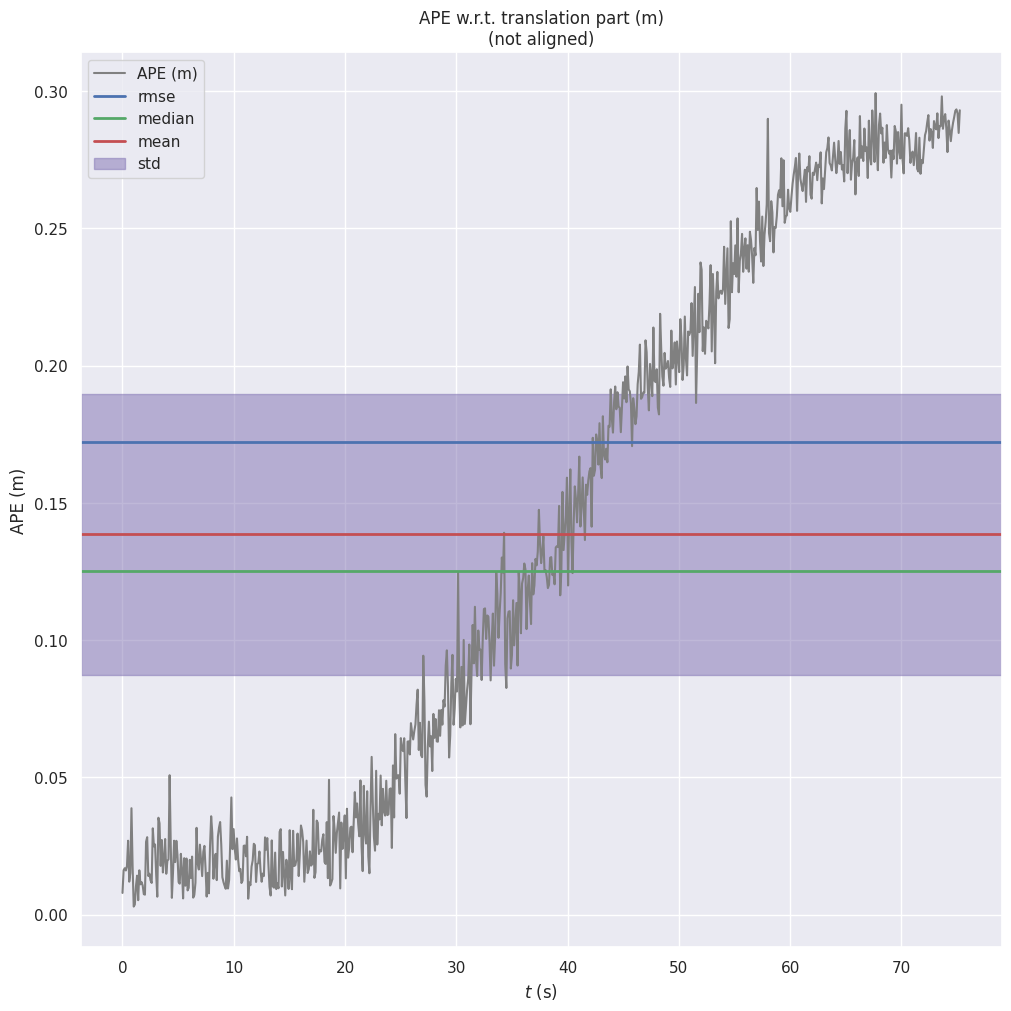 APE w.r.t. translation part (m)
(not aligned)
APE (m)
rmse
median
mean
std
APE (m)
0.30
0.25
0.20
0.15
0.10
0.05
0.00
0 10 20 30 40 50 60 70
t (s)